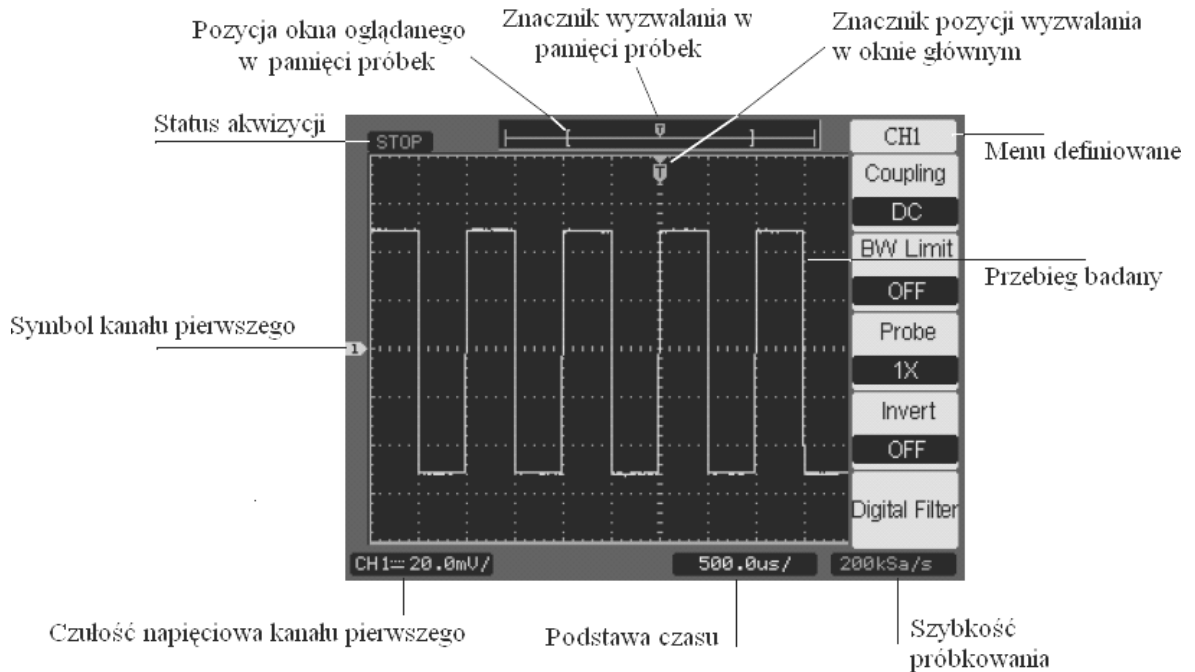 Pozycja okna oglądanego
w pamięci próbek
Znacznik wyzwalania w
pamięci próbek
Znacznik pozycji wyzwalania
w oknie głównym
Status akwizycji
STOP
T
CH1
Menu definiowane
T
Coupling
DC
BW Limit
Przebieg badany
OFF
Symbol kanału pierwszego
Probe
1
1X
Invert
OFF
Digital Filter
CH1 20.0mV/
500.0us/
200kSa/s
Czułość napięciowa kanału pierwszego
Podstawa czasu
Szybkość
próbkowania